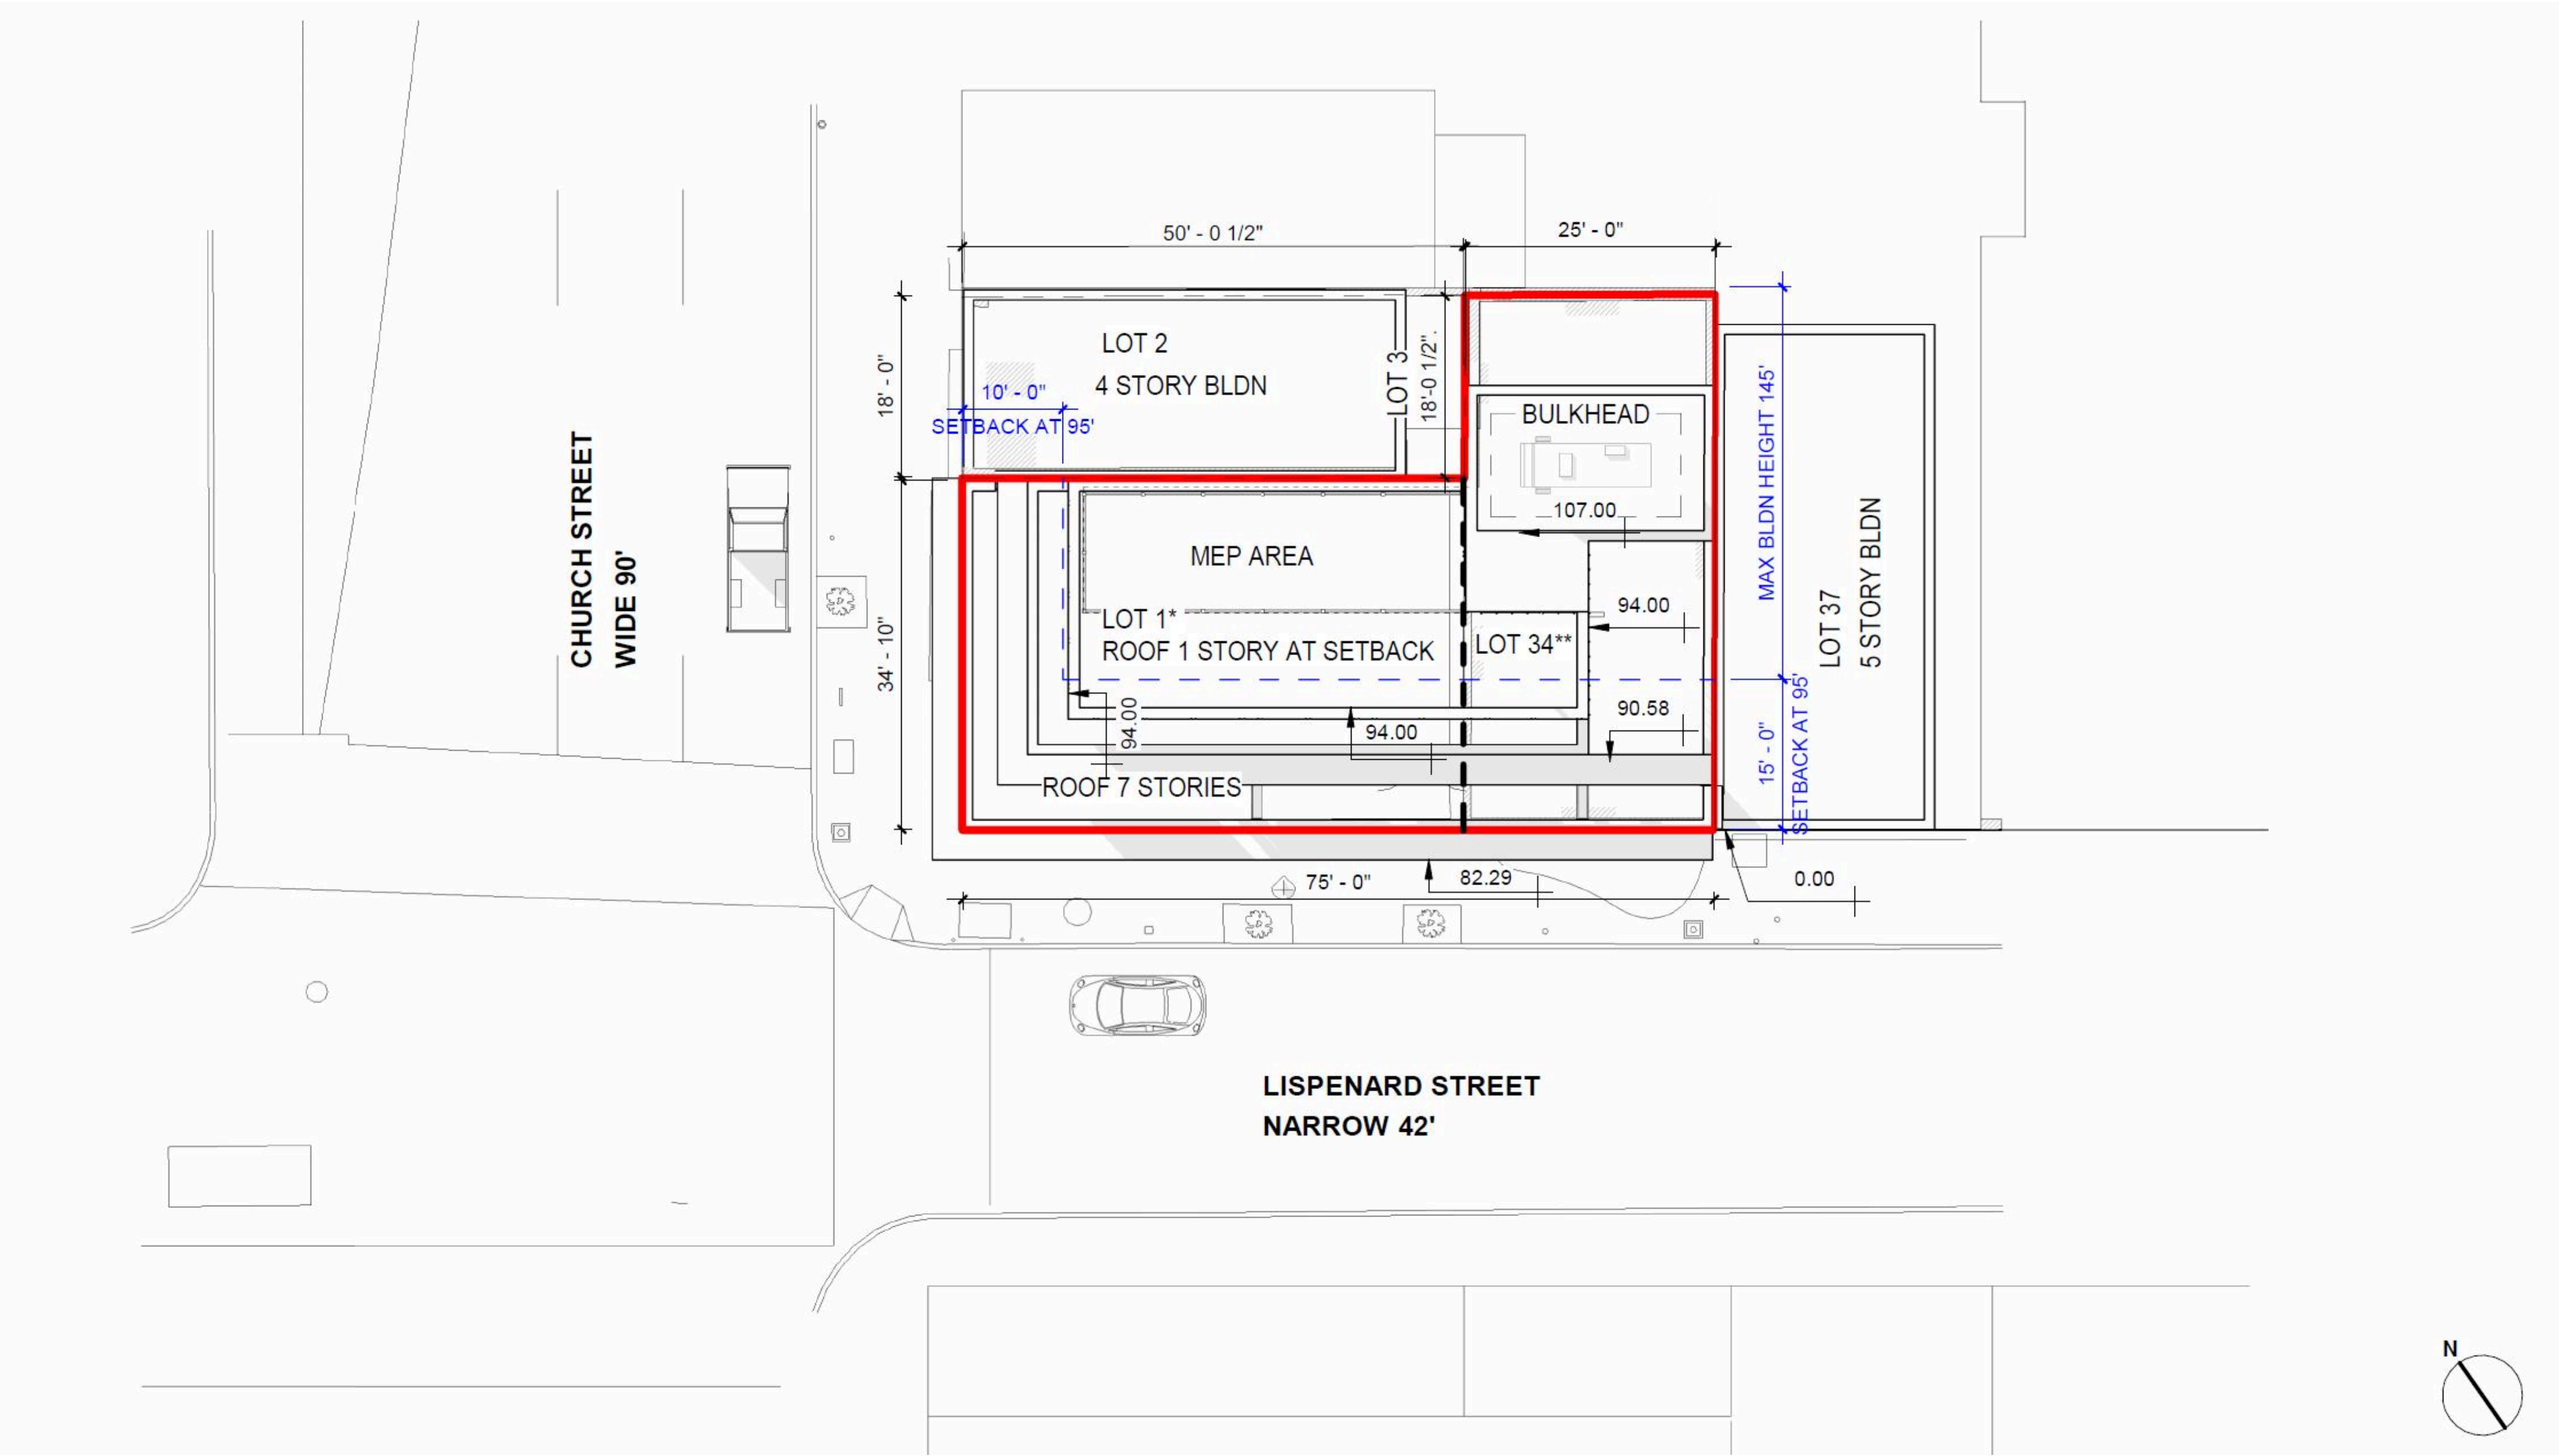 50' - 0 1/2"
25' - 0"
18' - 0"
LOT 2
4 STORY BLDN
LOT 3
18'-0 1/2".
10' - 0"
SETBACK AT 95'
BULKHEAD
107.00
MAX BLDN HEIGHT 145'
CHURCH STREET
WIDE 90'
MEP AREA
LOT 1*
ROOF 1 STORY AT SETBACK
LOT 34**
94.00
34' - 10"
LOT 37
5 STORY BLDN
94.00
94.00
90.58
15' - 0"
SETBACK AT 95'
ROOF 7 STORIES
75' - 0"
82.29
0.00
LISPENARD STREET
NARROW 42'
N